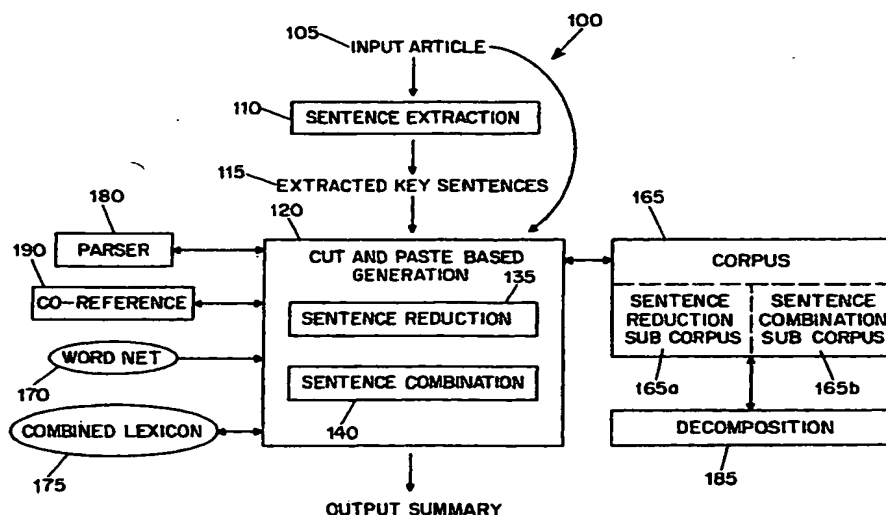 105
INPUT ARTICLE
100
110
SENTENCE EXTRACTION
115
EXTRACTED KEY SENTENCES
180
PARSER
190
CO-REFERENCE
WORD NET
170
COMBINED LEXICON
175
120
CUT AND PASTE BASED
GENERATION
135
SENTENCE REDUCTION
SENTENCE COMBINATION
140
OUTPUT SUMMARY
165
CORPUS
SENTENCE
REDUCTION
SUB CORPUS
SENTENCE
COMBINATION
SUB CORPUS
165a
165b
DECOMPOSITION
185